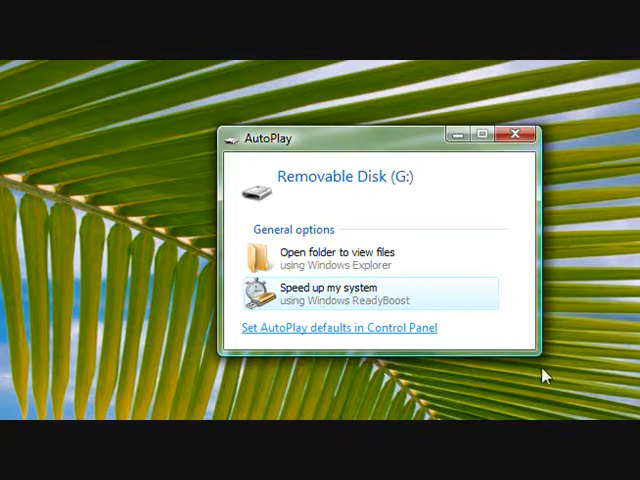 AutoPlay
Removable Disk (G:)
General options
Open folder to view files
using Windows Explorer
Speed up my system
using Windows ReadyBoost
Set AutoPlay defaults in Control Panel